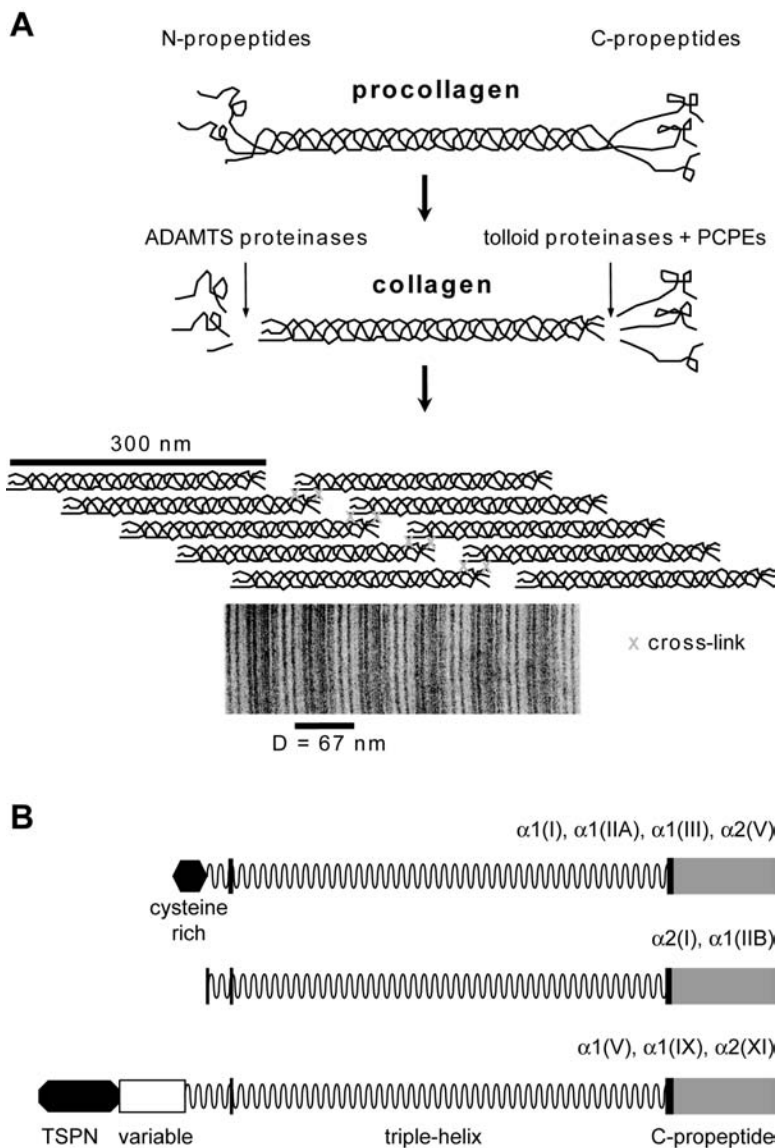 A
N-propeptides C-propeptides
procollagen
ADAMTS proteinases tolloid proteinases + PCPEs
collagen
300 nm
x cross-link
D = 67 nm
B
α1(I), α1(IIA), α1(III), α2(V)
cysteine
rich
α2(I), α1(IIB)
α1(V), α1(IX), α2(XI)
TSPN variable triple-helix C-propeptide